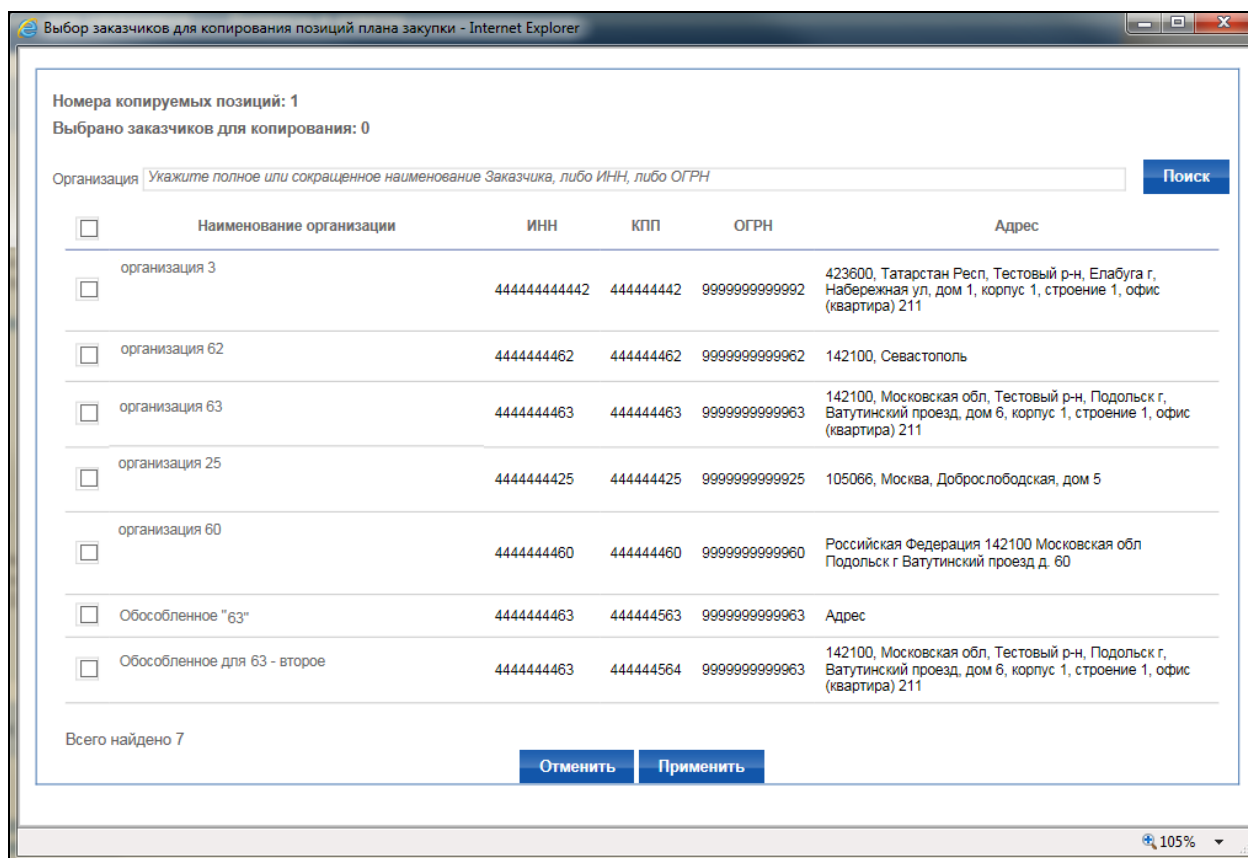 Выбор заказчиков для копирования позиций плана закупки - Internet Explorer
Номера копируемых позиций: 1
Выбрано заказчиков для копирования: 0
Организация Укажите полное или сокращенное наименование Заказчика, либо ИНН, либо ОГРН Поиск
Наименование организации ИНН КПП ОГРН Адрес
организация 3 444444444442 444444442 9999999999992 423600, Татарстан Респ, Тестовый р-н, Елабуга г,
Набережная ул, дом 1, корпус 1, строение 1, офис
(квартира) 211
организация 62 4444444462 444444462 9999999999962 142100, Севастополь
организация 63 4444444463 444444463 9999999999963 142100, Московская обл, Тестовый р-н, Подольск г,
Ватутинский проезд, дом 6, корпус 1, строение 1, офис
(квартира) 211
организация 25 4444444425 444444425 9999999999925 105066, Москва, Доброслободская, дом 5
организация 60 4444444460 444444460 9999999999960 Российская Федерация 142100 Московская обл
Подольск г Ватутинский проезд д. 60
Обособленное "63" 4444444463 444444563 9999999999963 Адрес
Обособленное для 63 - второе 4444444463 444444564 9999999999963 142100, Московская обл, Тестовый р-н, Подольск г,
Ватутинский проезд, дом 6, корпус 1, строение 1, офис
(квартира) 211
Всего найдено 7
Отменить Применить
105%